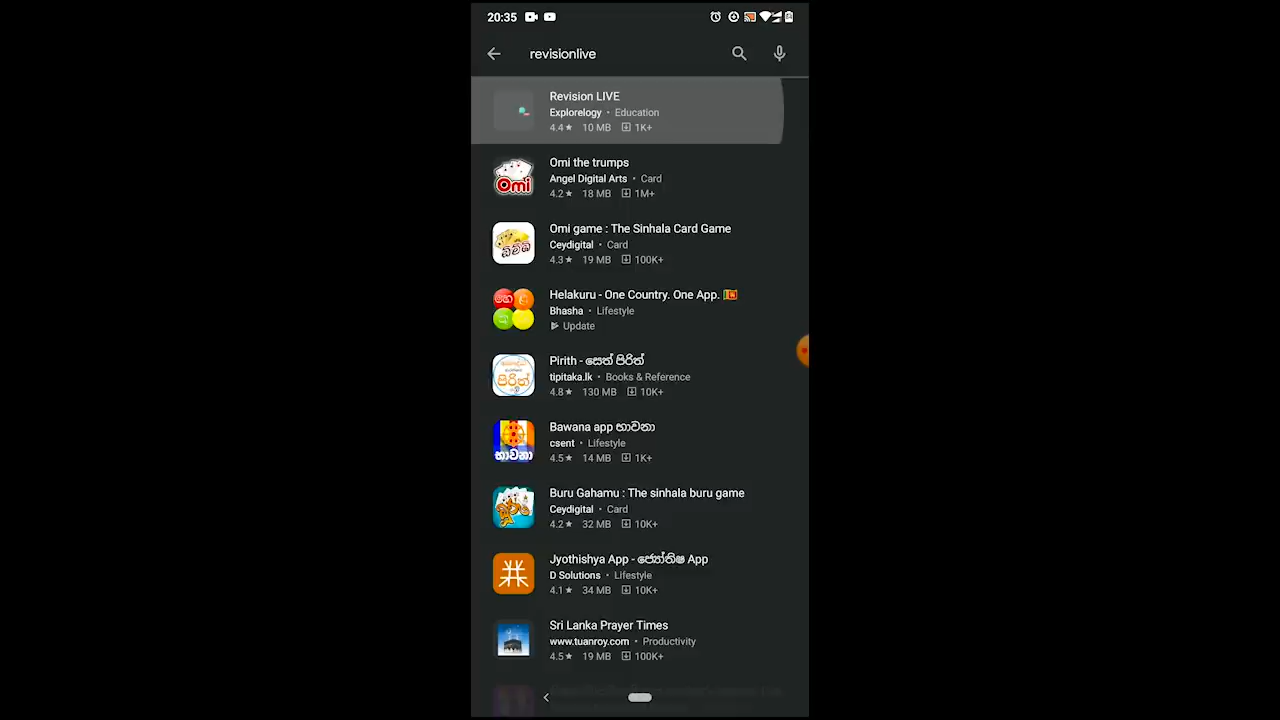 20:35
revisionlive
Revision LIVE
Explorelogy • Education
4.4★ 10 MB 1K+
Omi the trumps
Angel Digital Arts • Card
4.2★ 18 MB 1M+
Omi
Omi game : The Sinhala Card Game
Ceydigital • Card
4.3★ 19 MB 100K+
Helakuru - One Country. One App. 🇱🇰
Bhasha • Lifestyle
Update
Pirith - සෙත් පිරිත්
tipitaka.lk • Books & Reference
4.8★ 130 MB 10K+
පිරිත්
Bawana app භාවනා
csent • Lifestyle
4.5★ 14 MB 1K+
භාවනා
Buru Gahamu : The sinhala buru game
Ceydigital • Card
4.2★ 32 MB 10K+
Jyothishya App - ජ්‍යෝතිෂ App
D Solutions • Lifestyle
4.1★ 34 MB 10K+
Sri Lanka Prayer Times
www.tuanroy.com • Productivity
4.5★ 19 MB 100K+